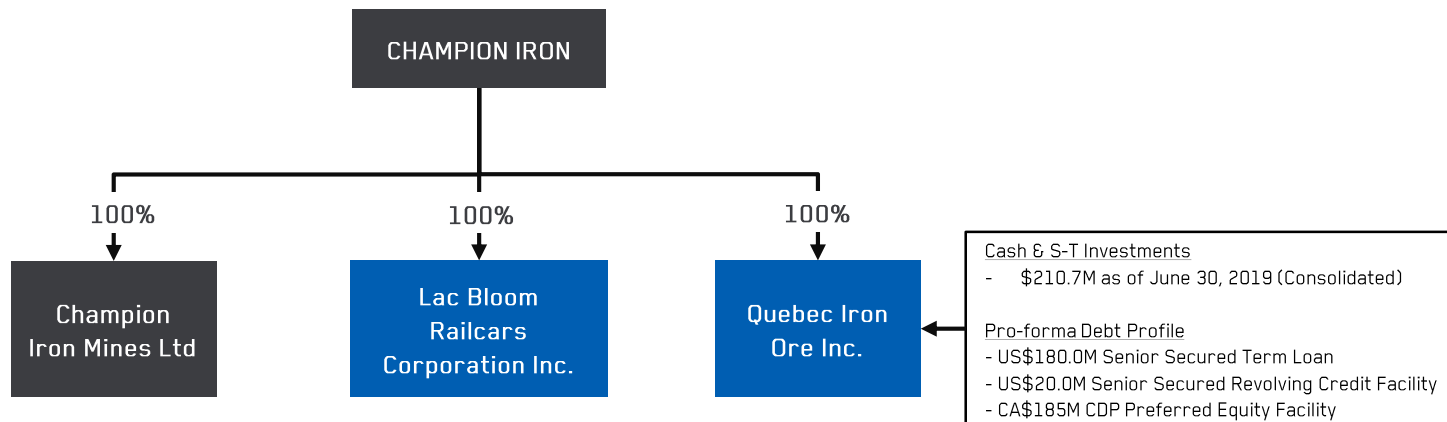 CHAMPION IRON
100%
100%
100%
Champion
Iron Mines Ltd
Lac Bloom
Railcars
Corporation Inc.
Quebec Iron
Ore Inc.
Cash & S-T Investments
- $210.7M as of June 30, 2019 (Consolidated)
Pro-forma Debt Profile
- US$180.0M Senior Secured Term Loan
- US$20.0M Senior Secured Revolving Credit Facility
- CA$185M CDP Preferred Equity Facility